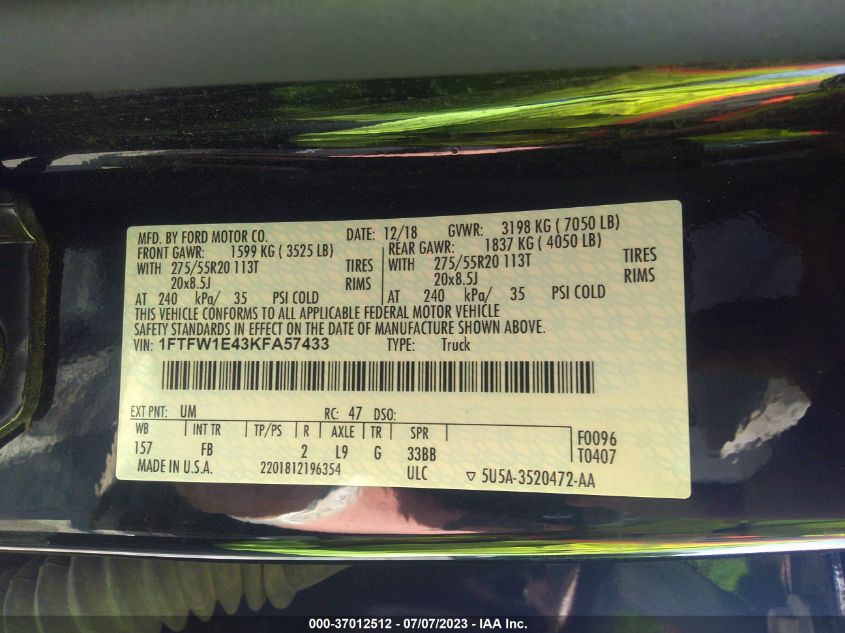 MFD. BY FORD MOTOR CO. DATE: 12/18 GVWR: 3198 KG ( 7050 LB)
FRONT GAWR: 1599 KG ( 3525 LB) REAR GAWR: 1837 KG ( 4050 LB)
WITH 275/55R20 113T TIRES WITH 275/55R20 113T TIRES
20x8.5J RIMS 20x8.5J RIMS
AT 240 kPa/ 35 PSI COLD AT 240 kPa/ 35 PSI COLD
THIS VEHICLE CONFORMS TO ALL APPLICABLE FEDERAL MOTOR VEHICLE
SAFETY STANDARDS IN EFFECT ON THE DATE OF MANUFACTURE SHOWN ABOVE.
VIN: 1FTFW1E43KFA57433 TYPE: Truck
EXT PNT: UM RC: 47 DSO:
WB INT TR TP/PS R AXLE TR SPR F0096
157 FB 2 L9 G 33BB T0407
MADE IN U.S.A. 2201812196354 ULC ▽ 5U5A-3520472-AA
000-37012512 - 07/07/2023 - IAA Inc.